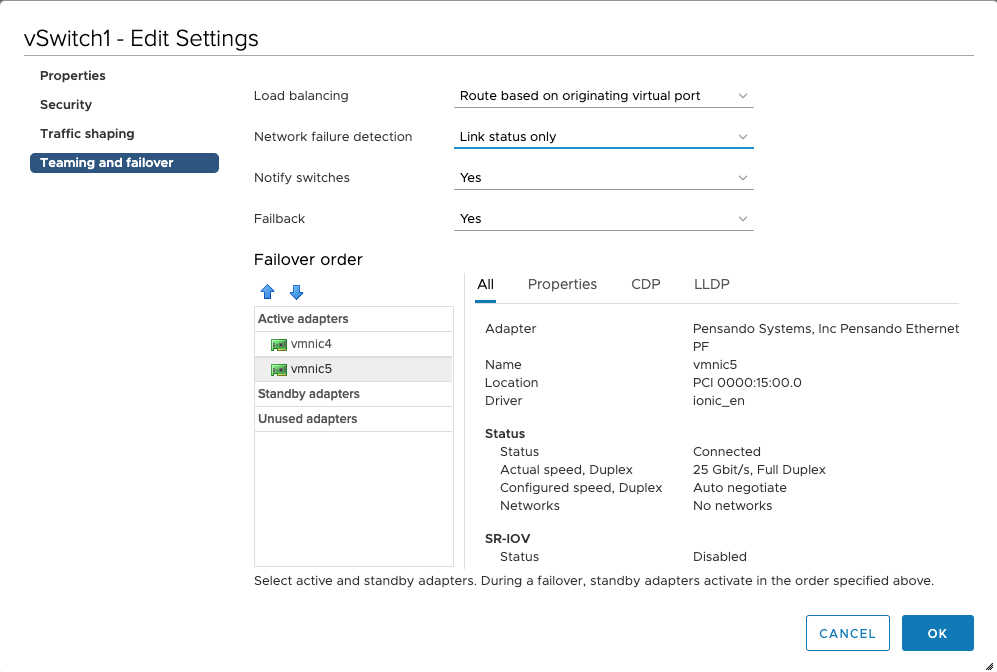 vSwitch1 - Edit Settings
Properties
Security
Traffic shaping
Teaming and failover
Load balancing Route based on originating virtual port
Network failure detection Link status only
Notify switches Yes
Failback Yes
Failover order
Active adapters
vmnic4
vmnic5
Standby adapters
Unused adapters
All Properties CDP LLDP
Adapter Pensando Systems, Inc Pensando Ethernet
PF
Name vmnic5
Location PCI 0000:15:00.0
Driver ionic_en
Status
Status Connected
Actual speed, Duplex 25 Gbit/s, Full Duplex
Configured speed, Duplex Auto negotiate
Networks No networks
SR-IOV
Status Disabled
Select active and standby adapters. During a failover, standby adapters activate in the order specified above.
CANCEL OK